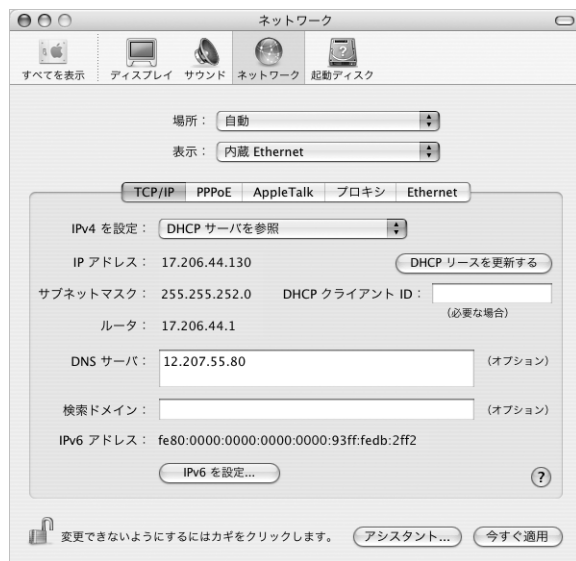 ネットワーク
すべてを表示 ディスプレイ サウンド ネットワーク 起動ディスク
場所： 自動
表示： 内蔵 Ethernet
TCP/IP PPPoE AppleTalk プロキシ Ethernet
IPv4 を設定： DHCP サーバを参照
IP アドレス： 17.206.44.130 DHCP リースを更新する
サブネットマスク： 255.255.252.0 DHCP クライアント ID：
（必要な場合）
ルータ： 17.206.44.1
DNS サーバ： 12.207.55.80 （オプション）
検索ドメイン： （オプション）
IPv6 アドレス： fe80:0000:0000:0000:0000:93ff:fedb:2ff2
IPv6 を設定... ?
変更できないようにするにはカギをクリックします。 アシスタント... 今すぐ適用